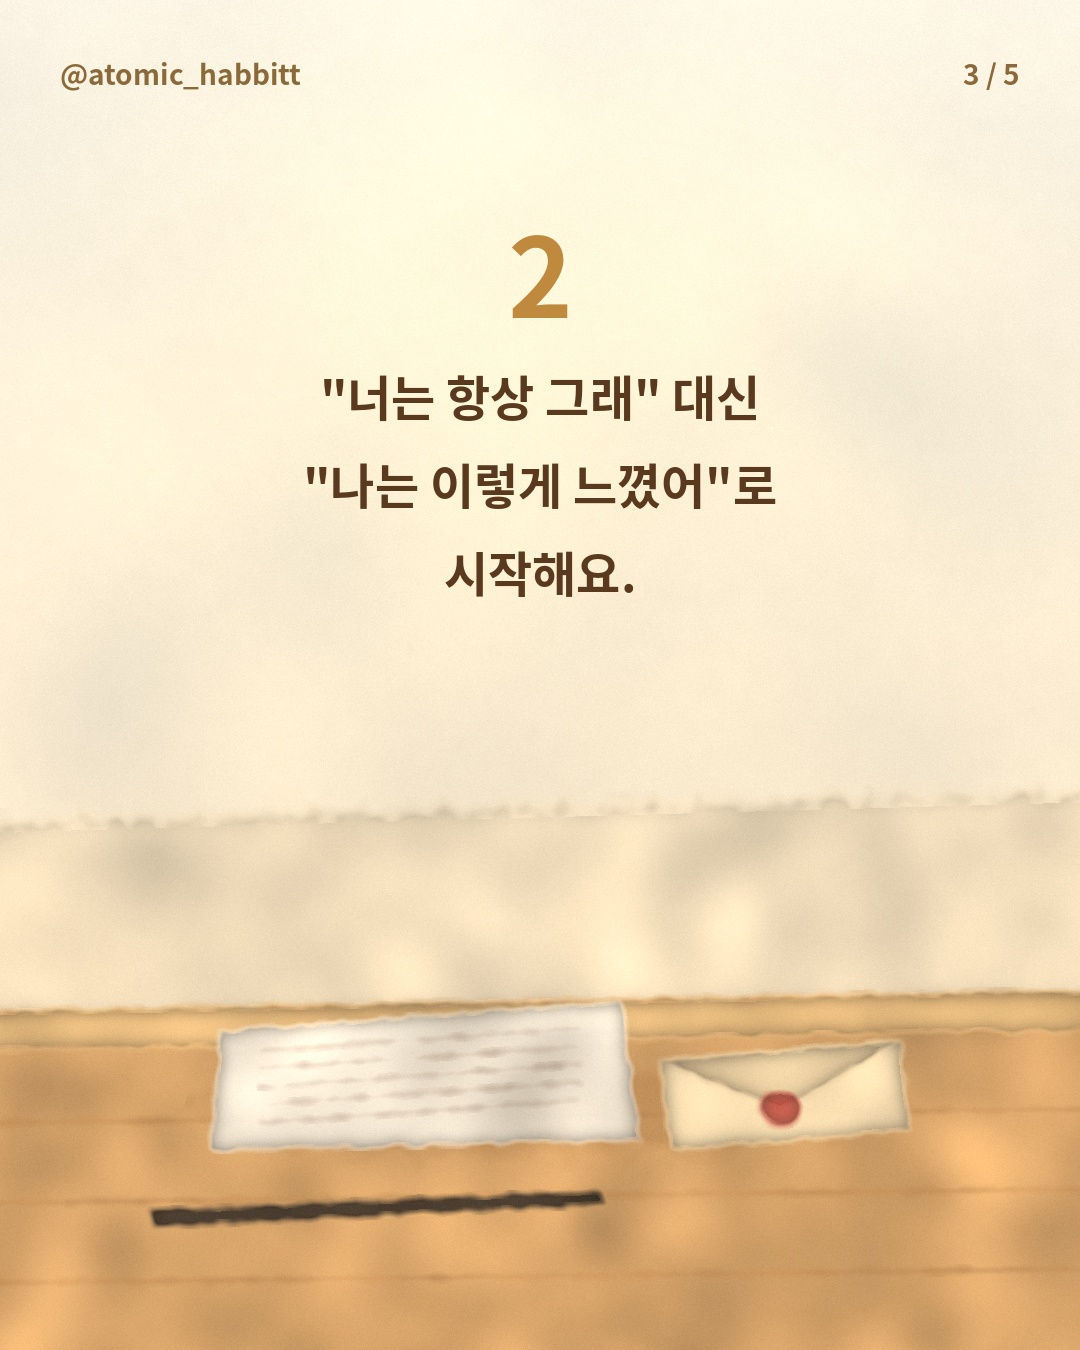 @atomic_habbitt
3 / 5
2
"너는 항상 그래" 대신
"나는 이렇게 느꼈어"로
시작해요.